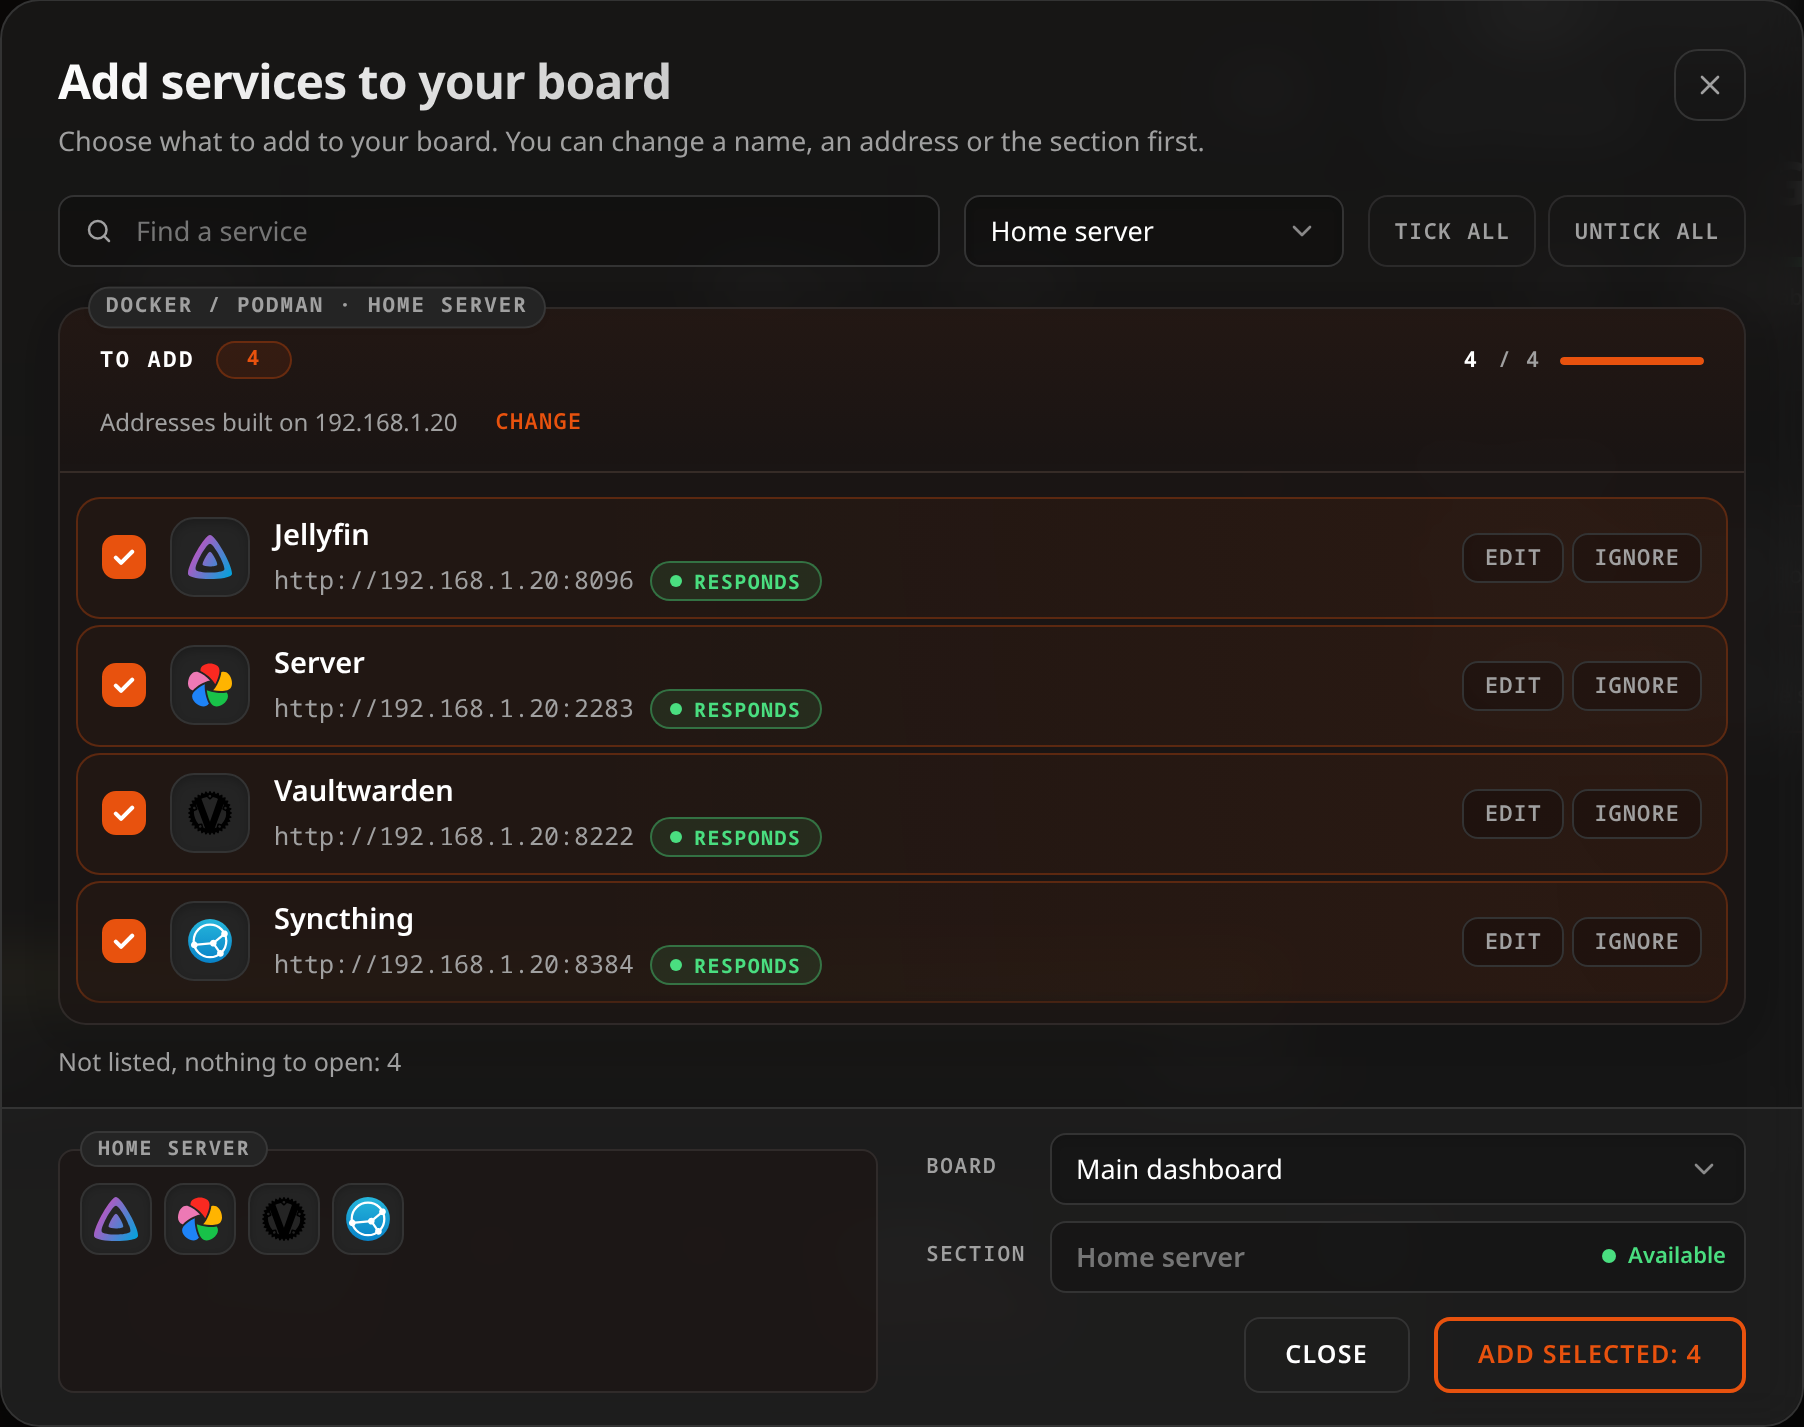 Add services to your board
Choose what to add to your board. You can change a name, an address or the section first.
Find a service
Home server
TICK ALL
UNTICK ALL
DOCKER / PODMAN · HOME SERVER
TO ADD 4
4 / 4
Addresses built on 192.168.1.20 CHANGE
Jellyfin
http://192.168.1.20:8096 RESPONDS
EDIT IGNORE
Server
http://192.168.1.20:2283 RESPONDS
EDIT IGNORE
Vaultwarden
http://192.168.1.20:8222 RESPONDS
EDIT IGNORE
Syncthing
http://192.168.1.20:8384 RESPONDS
EDIT IGNORE
Not listed, nothing to open: 4
HOME SERVER
BOARD Main dashboard
SECTION Home server Available
CLOSE
ADD SELECTED: 4